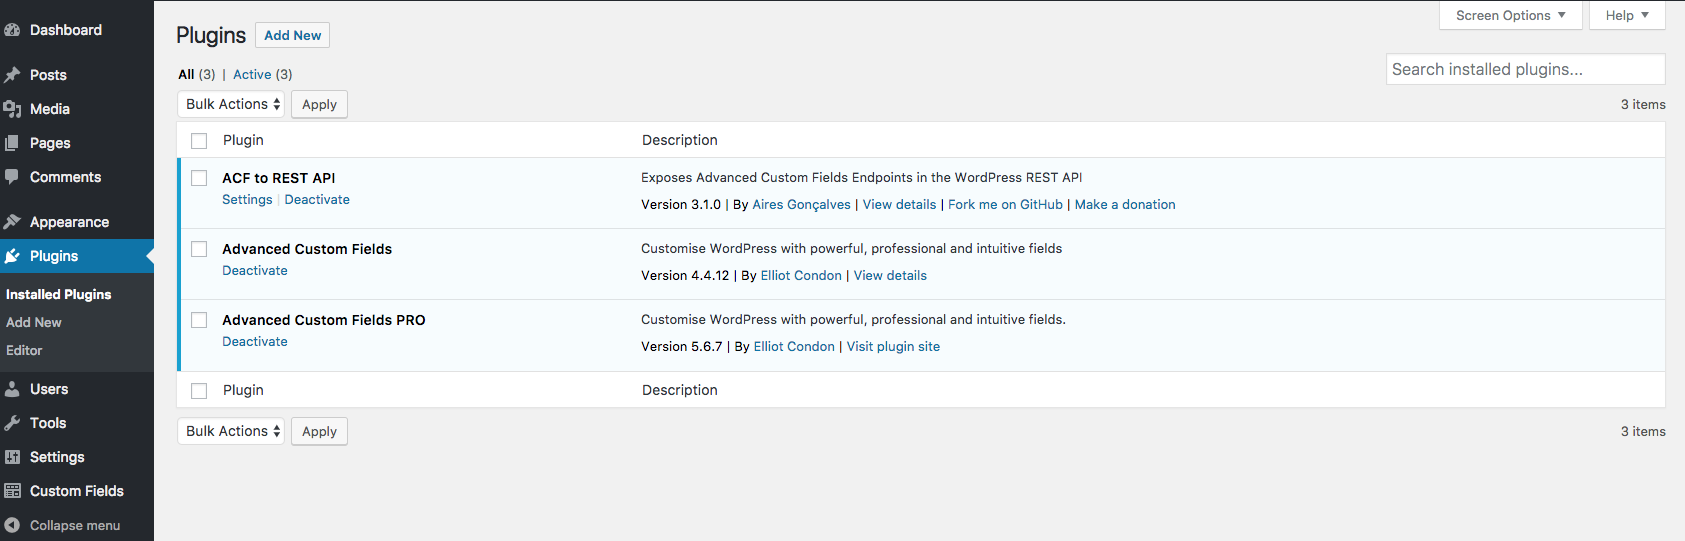 Dashboard
Posts
Media
Pages
Comments
Appearance
Plugins
Installed Plugins
Add New
Editor
Users
Tools
Settings
Custom Fields
Collapse menu
Screen Options
Help
Plugins Add New
All (3) | Active (3)
Search installed plugins...
Bulk Actions Apply
3 items
Plugin Description
ACF to REST API
Settings | Deactivate
Exposes Advanced Custom Fields Endpoints in the WordPress REST API
Version 3.1.0 | By Aires Gonçalves | View details | Fork me on GitHub | Make a donation
Advanced Custom Fields
Deactivate
Customise WordPress with powerful, professional and intuitive fields
Version 4.4.12 | By Elliot Condon | View details
Advanced Custom Fields PRO
Deactivate
Customise WordPress with powerful, professional and intuitive fields.
Version 5.6.7 | By Elliot Condon | Visit plugin site
Plugin Description
Bulk Actions Apply
3 items